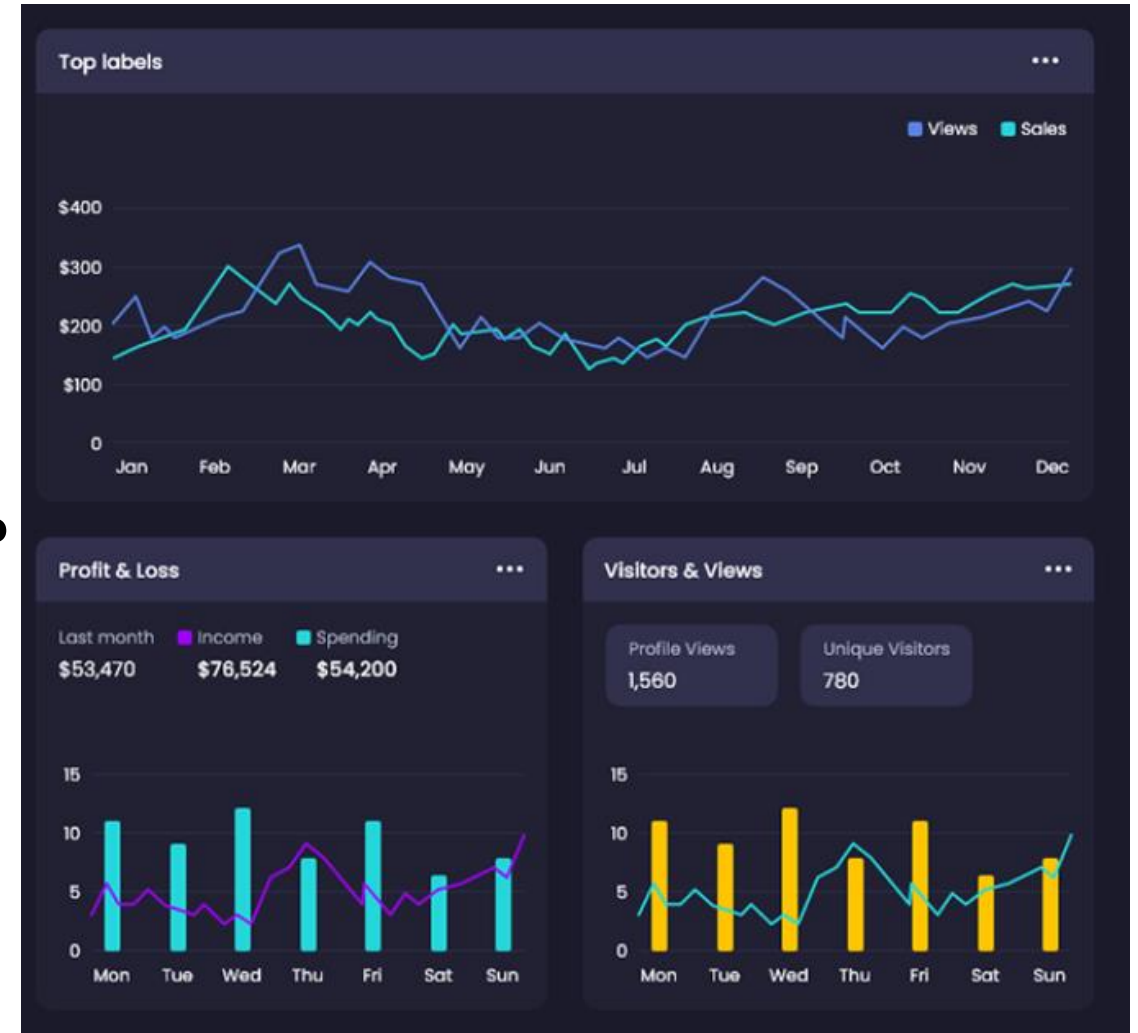 Top labels
Views Sales
$400
$300
$200
$100
0
Jan Feb Mar Apr May Jun Jul Aug Sep Oct Nov Dec
Profit & Loss
Last month Income Spending
$53,470 $76,524 $54,200
15
10
5
0
Mon Tue Wed Thu Fri Sat Sun
Visitors & Views
Profile Views
1,560
Unique Visitors
780
15
10
5
0
Mon Tue Wed Thu Fri Sat Sun